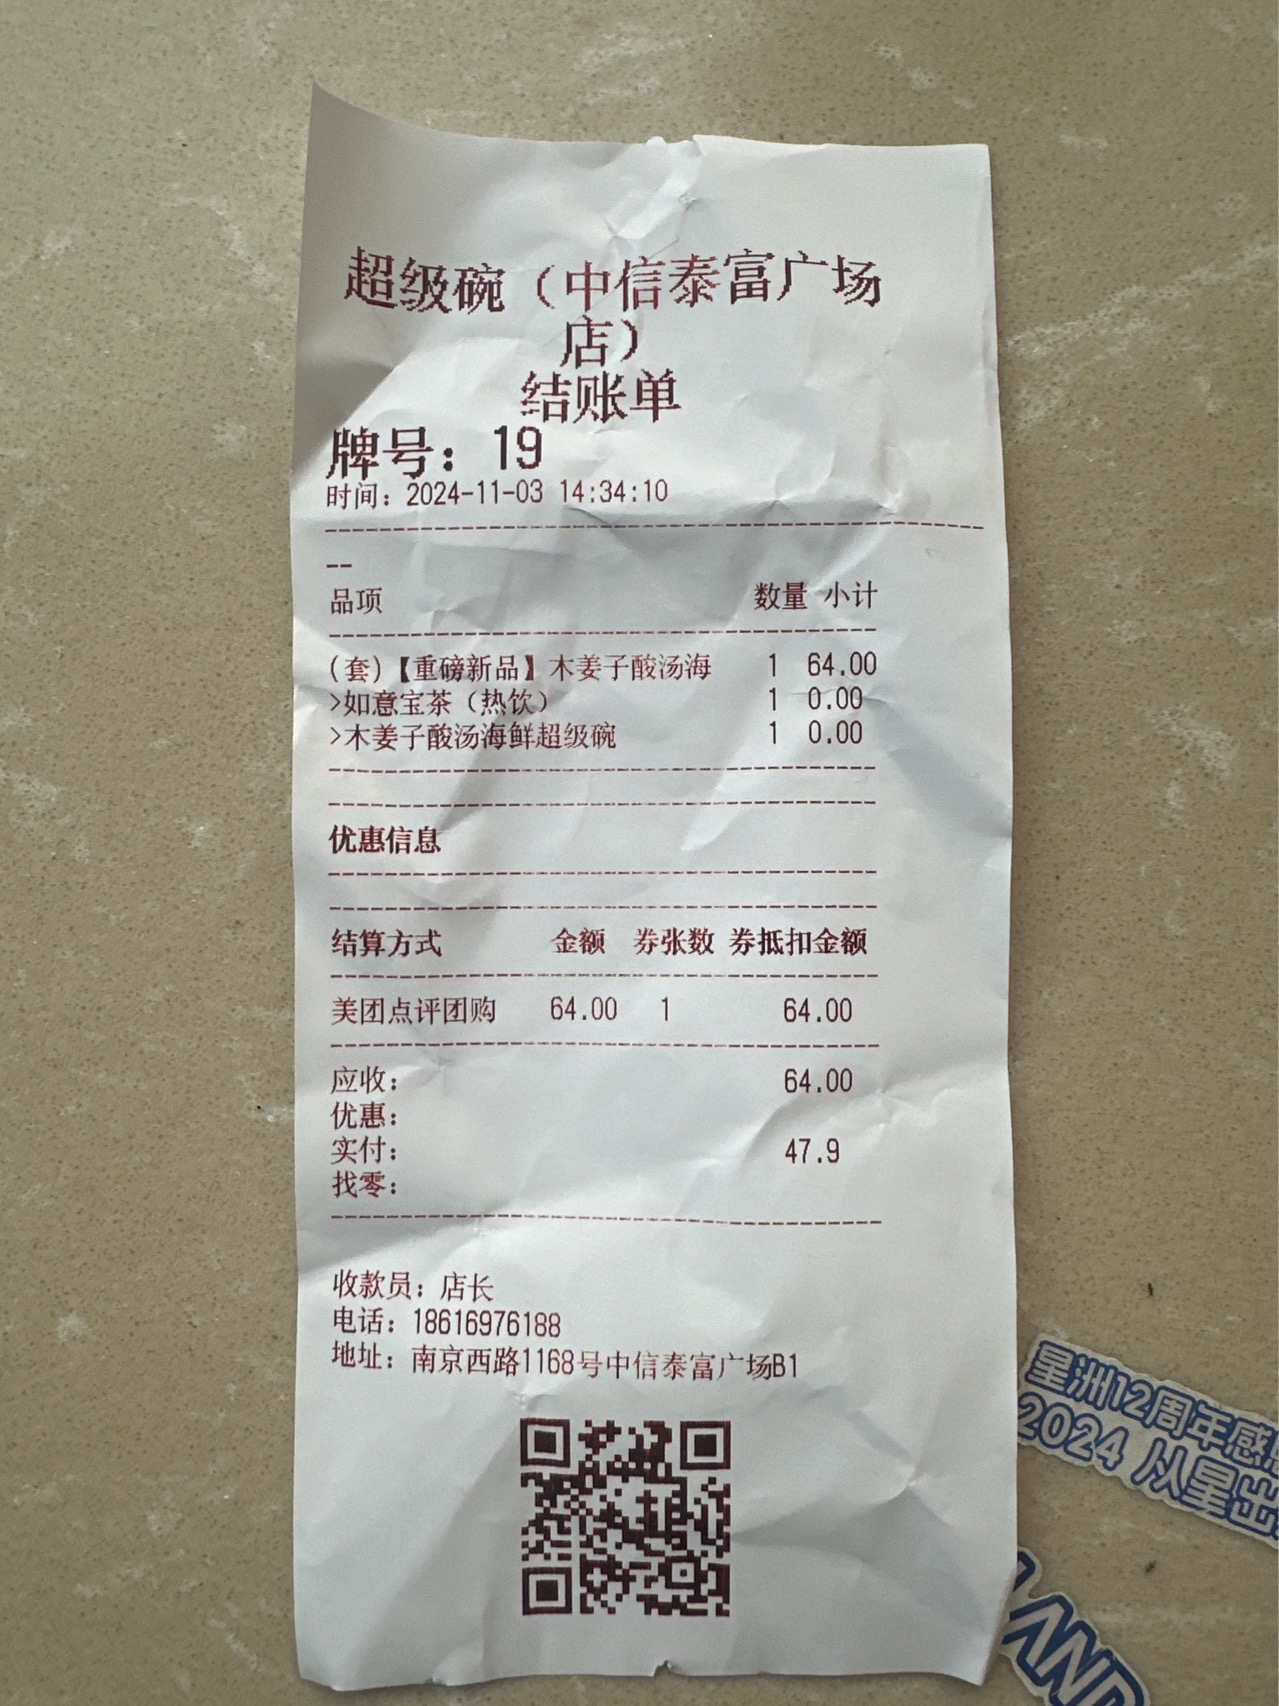 超级碗（中信泰富广场
店）
结账单
牌号：19
时间：2024-11-03 14:34:10
--
品项 数量 小计
(套)【重磅新品】木姜子酸汤海 1 64.00
>如意宝茶（热饮） 1 0.00
>木姜子酸汤海鲜超级碗 1 0.00
优惠信息
结算方式 金额 券张数 券抵扣金额
美团点评团购 64.00 1 64.00
应收： 64.00
优惠：
实付： 47.9
找零：
收款员：店长
电话：18616976188
地址：南京西路1168号中信泰富广场B1
星洲12周年感
2024 从星出